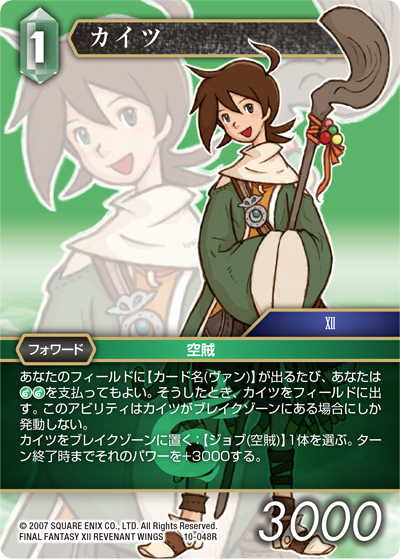 1
カイツ
XII
フォワード
空賊
あなたのフィールドに【カード名(ヴァン)】が出るたび、あなたは
を支払ってもよい。そうしたとき、カイツをフィールドに出
す。このアビリティはカイツがブレイクゾーンにある場合にしか
発動しない。
カイツをブレイクゾーンに置く:【ジョブ(空賊)】1体を選ぶ。ター
ン終了時までそれのパワーを+3000する。
© 2007 SQUARE ENIX CO., LTD. All Rights Reserved.
FINAL FANTASY XII REVENANT WINGS
10-048R
3000